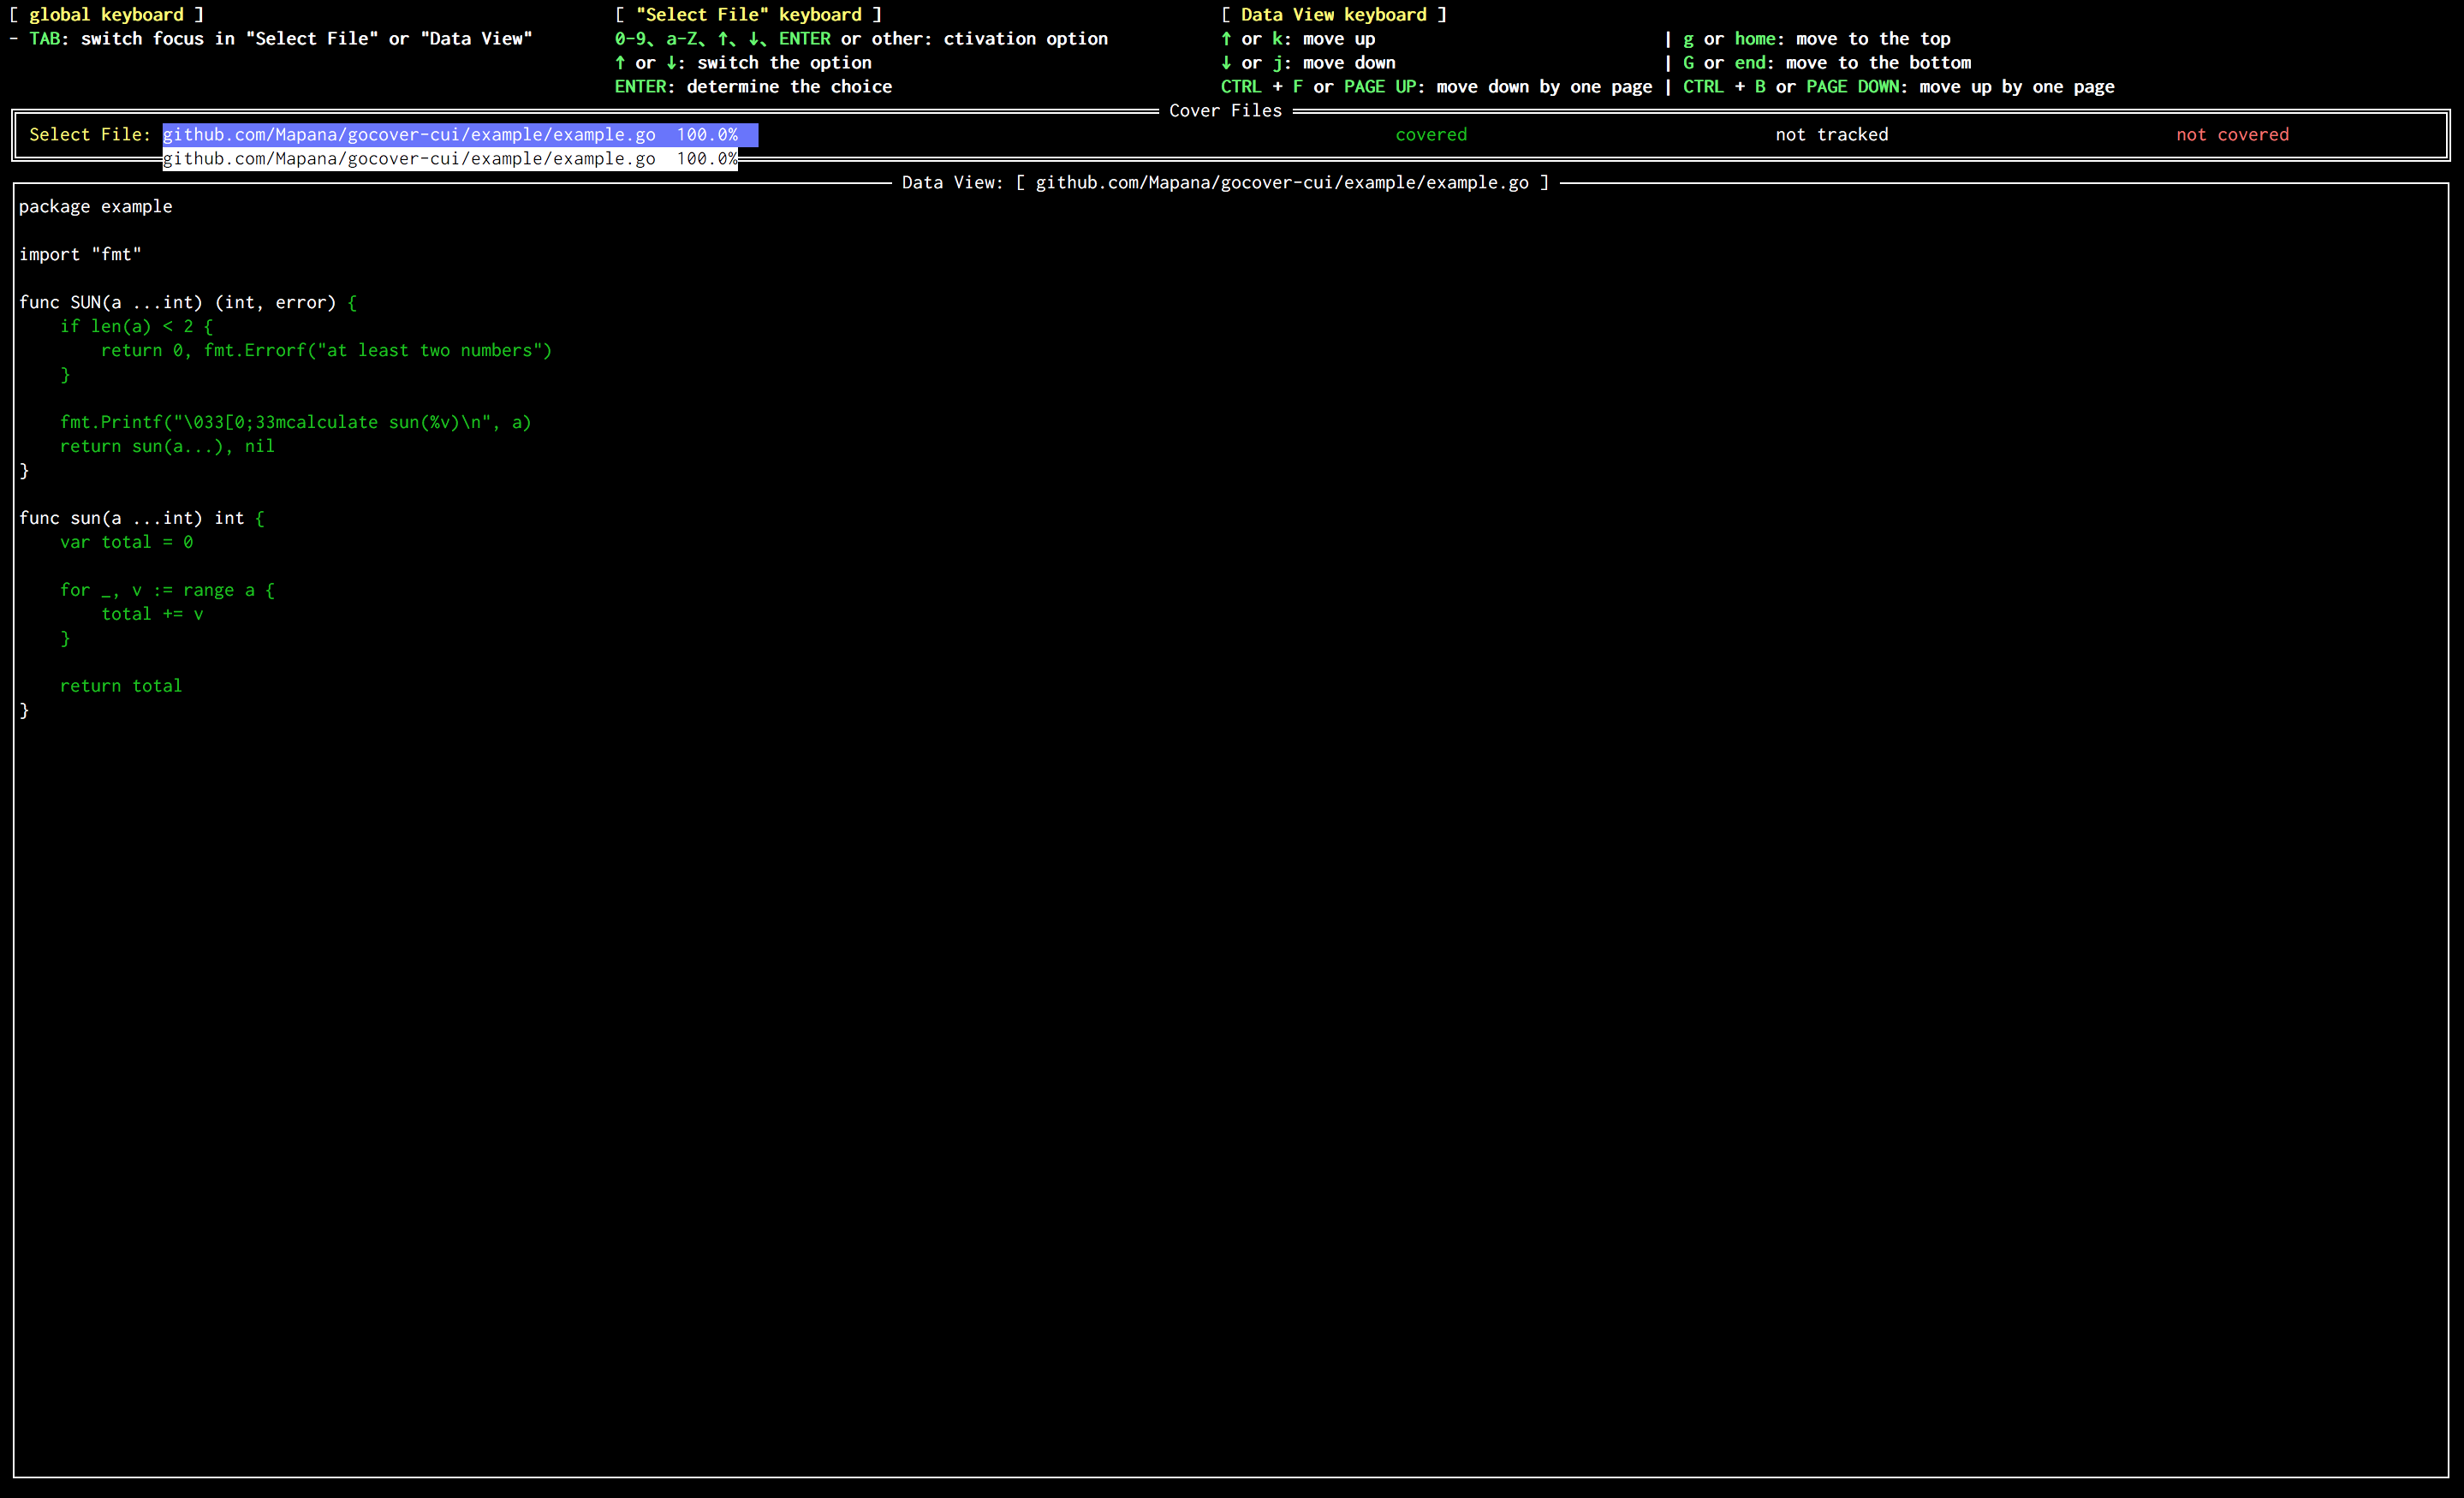 [ global keyboard ]
- TAB: switch focus in "Select File" or "Data View"
[ "Select File" keyboard ]
0-9、a-Z、↑、↓、ENTER or other: ctivation option
↑ or ↓: switch the option
ENTER: determine the choice
[ Data View keyboard ]
↑ or k: move up | g or home: move to the top
↓ or j: move down | G or end: move to the bottom
CTRL + F or PAGE UP: move down by one page | CTRL + B or PAGE DOWN: move up by one page
Cover Files
Select File: github.com/Mapana/gocover-cui/example/example.go 100.0% covered not tracked not covered
github.com/Mapana/gocover-cui/example/example.go 100.0%
Data View: [ github.com/Mapana/gocover-cui/example/example.go ]
package example
import "fmt"
func SUN(a ...int) (int, error) {
if len(a) < 2 {
return 0, fmt.Errorf("at least two numbers")
}
fmt.Printf("\033[0;33mcalculate sun(%v)\n", a)
return sun(a...), nil
}
func sun(a ...int) int {
var total = 0
for _, v := range a {
total += v
}
return total
}